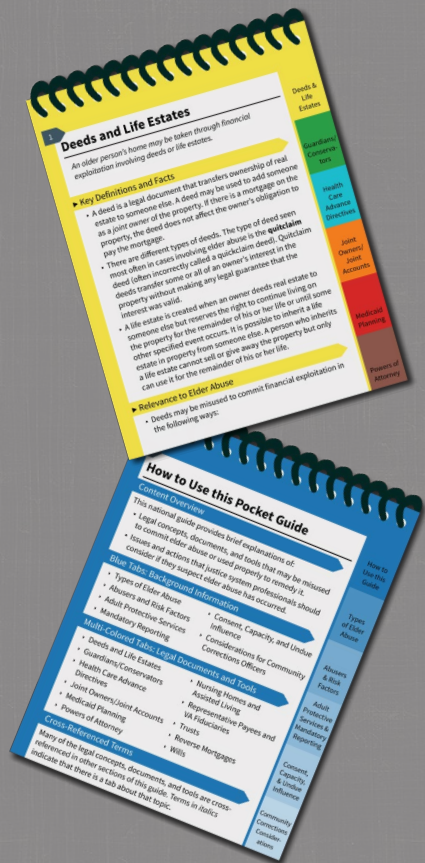 1
Deeds and Life Estates
An older person's home may be taken through financial
exploitation involving deeds or life estates.
▸ Key Definitions and Facts
• A deed is a legal document that transfers ownership of real
estate to someone else. A deed may be used to add someone
as a joint owner of the property. If there is a mortgage on the
property, the deed does not affect the owner's obligation to
pay the mortgage.
• There are different types of deeds. The type of deed seen
most often in cases involving elder abuse is the quitclaim
deed (often incorrectly called a quickclaim deed). Quitclaim
deeds transfer some or all of an owner's interest in the
property without making any legal guarantee that the
interest was valid.
• A life estate is created when an owner deeds real estate to
someone else but reserves the right to continue living on
the property for the remainder of his or her life or until some
other specified event occurs. It is possible to inherit a life
estate in property from someone else. A person who inherits
a life estate cannot sell or give away the property but only
can use it for the remainder of his or her life.
▸ Relevance to Elder Abuse
• Deeds may be misused to commit financial exploitation in
the following ways:
Deeds &
Life
Estates
Guardians/
Conserva-
tors
Health
Care
Advance
Directives
Joint
Owners/
Joint
Accounts
Medicaid
Planning
Powers of
Attorney
How to Use this Pocket Guide
Content Overview
This national guide provides brief explanations of:
• Legal concepts, documents, and tools that may be misused
to commit elder abuse or used properly to remedy it.
• Issues and actions that justice system professionals should
consider if they suspect elder abuse has occurred.
Blue Tabs: Background Information
• Types of Elder Abuse
• Abusers and Risk Factors
• Adult Protective Services
• Mandatory Reporting
• Consent, Capacity, and Undue
Influence
• Considerations for Community
Corrections Officers
Multi-Colored Tabs: Legal Documents and Tools
• Deeds and Life Estates
• Guardians/Conservators
• Health Care Advance
Directives
• Joint Owners/Joint Accounts
• Medicaid Planning
• Powers of Attorney
• Nursing Homes and
Assisted Living
• Representative Payees and
VA Fiduciaries
• Trusts
• Reverse Mortgages
• Wills
Cross-Referenced Terms
Many of the legal concepts, documents, and tools are cross-
referenced in other sections of this guide. Terms in italics
indicate that there is a tab about that topic.
How to
Use this
Guide
Types
of Elder
Abuse
Abusers
& Risk
Factors
Adult
Protective
Services &
Mandatory
Reporting
Consent,
Capacity,
& Undue
Influence
Community
Corrections
Consider-
ations